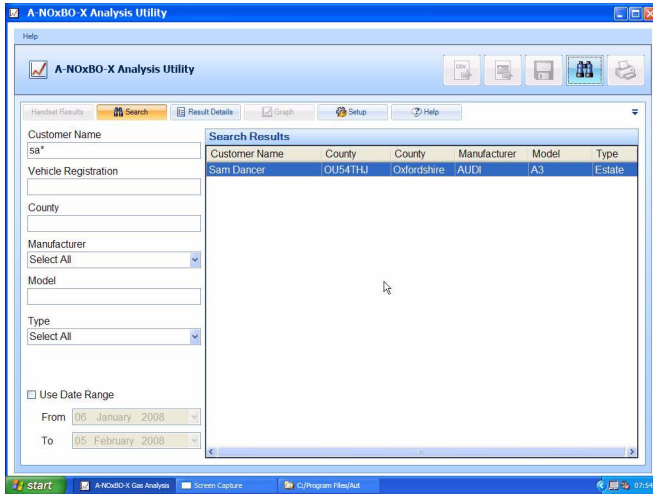 A-NOxBO-X Analysis Utility
Help
A-NOxBO-X Analysis Utility
CSV
Handset Results Search Result Details Graph Setup Help
Customer Name
sa*
Vehicle Registration
County
Manufacturer
Select All
Model
Type
Select All
Use Date Range
From 06 January 2008
To 05 February 2008
Search Results
Customer Name County County Manufacturer Model Type
Sam Dancer OU54THJ Oxfordshire AUDI A3 Estate
start A-NOxBO-X Gas Analysis Screen Capture C:/Program Files/Aut 07:54